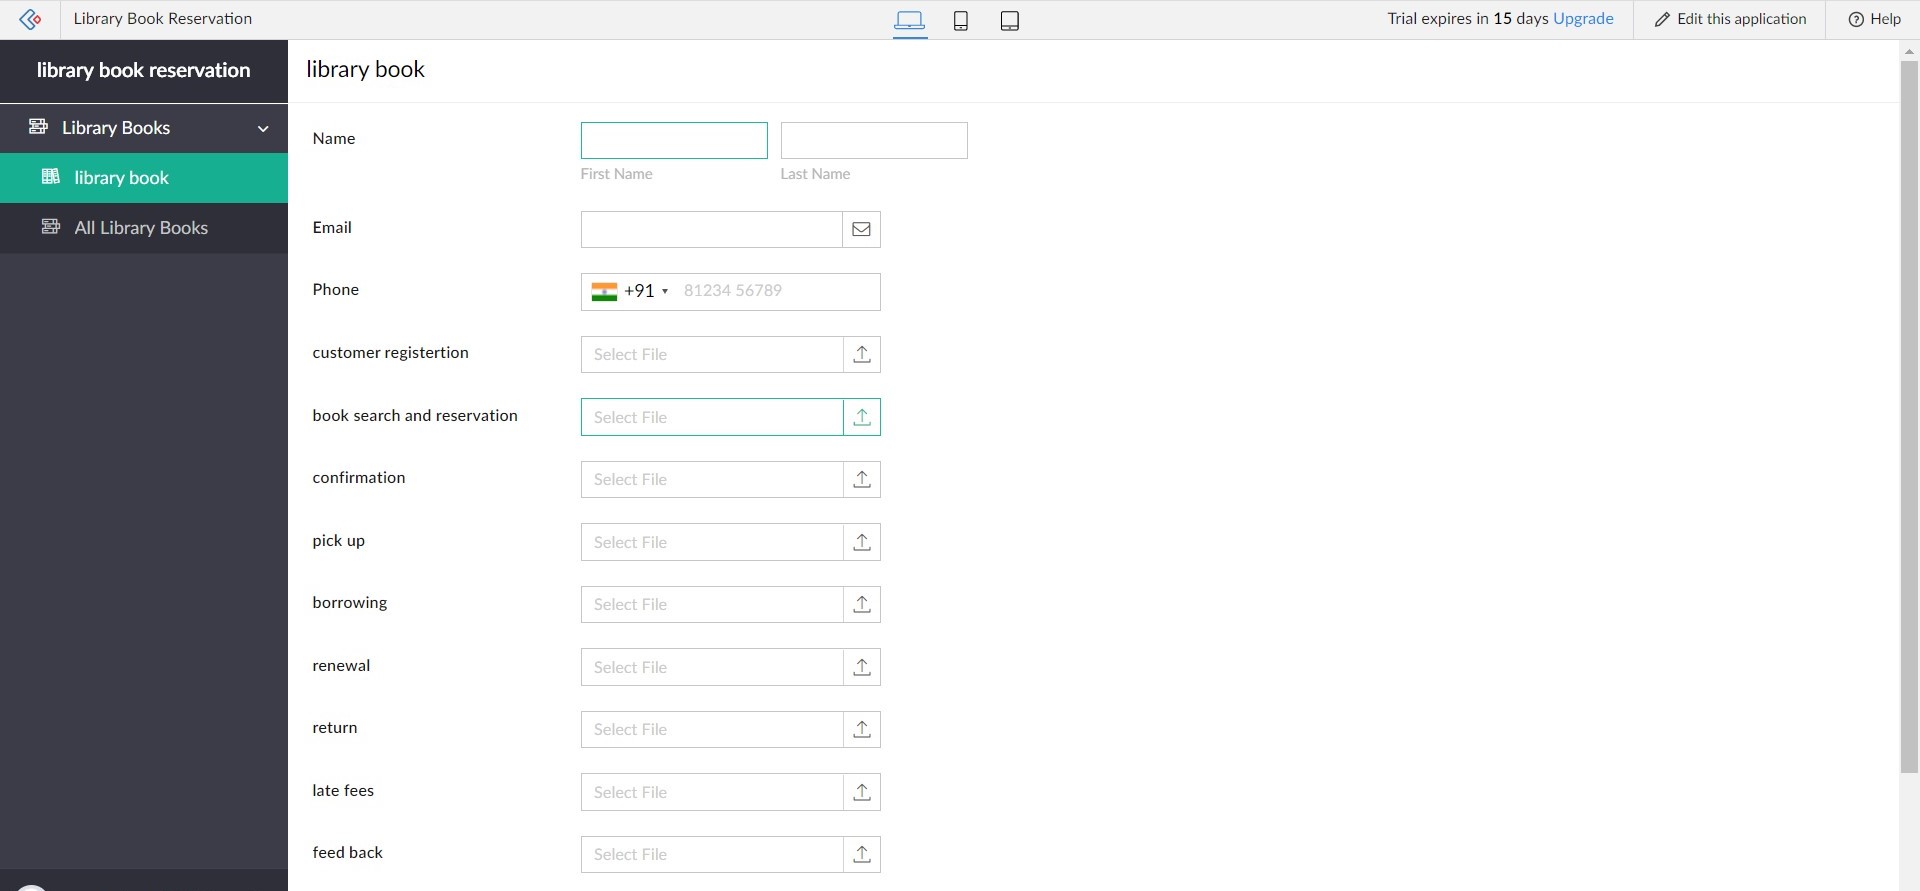 Library Book Reservation
Trial expires in 15 days Upgrade
Edit this application
Help
library book reservation
Library Books
library book
All Library Books
library book
Name
First Name
Last Name
Email
Phone
+91 81234 56789
customer registertion
Select File
book search and reservation
Select File
confirmation
Select File
pick up
Select File
borrowing
Select File
renewal
Select File
return
Select File
late fees
Select File
feed back
Select File